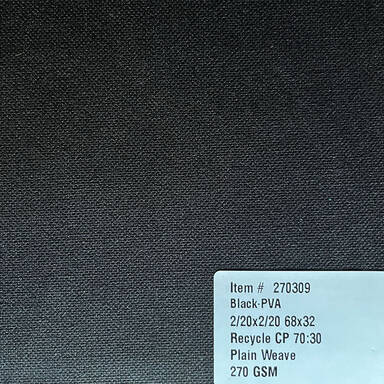 Item # 270309
Black-PVA
2/20x2/20 68x32
Recycle CP 70:30
Plain Weave
270 GSM